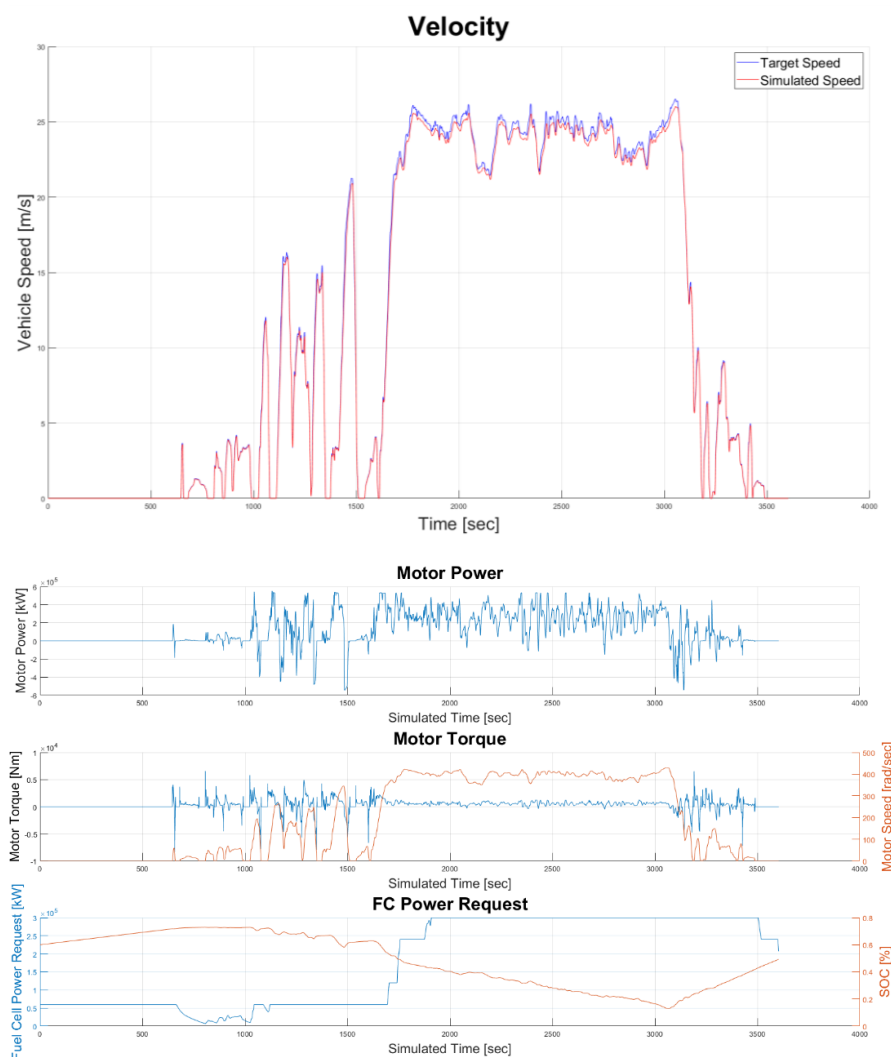 Velocity
30
Target Speed
Simulated Speed
25
20
15
10
5
0
Vehicle Speed [m/s]
0 500 1000 1500 2000 2500 3000 3500 4000
Time [sec]
Motor Power
× 10^5
6
4
2
0
-2
-4
-6
Motor Power [kW]
0 500 1000 1500 2000 2500 3000 3500 4000
Simulated Time [sec]
Motor Torque
× 10^4
1 500
0.5 400
300
0
200
-0.5 100
-1 0
Motor Torque [Nm]
Motor Speed [rad/sec]
0 500 1000 1500 2000 2500 3000 3500 4000
Simulated Time [sec]
FC Power Request
× 10^5
3 0.8
2.5
2 0.6
1.5 0.4
1
0.5 0.2
0 0
Fuel Cell Power Request [kW]
SOC [%]
0 500 1000 1500 2000 2500 3000 3500 4000
Simulated Time [sec]